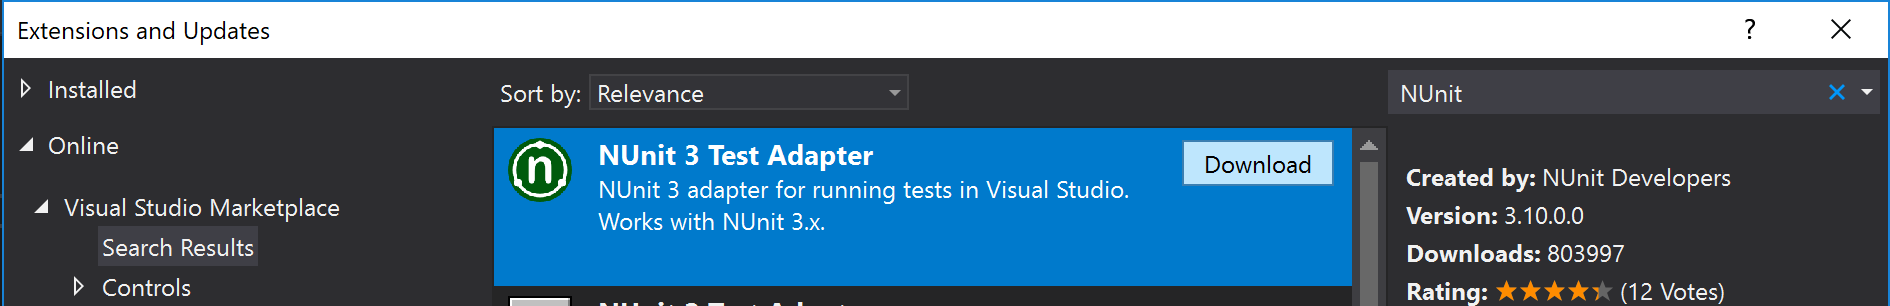 Extensions and Updates
?
Installed
Sort by: Relevance
NUnit
Online
NUnit 3 Test Adapter
Download
NUnit 3 adapter for running tests in Visual Studio.
Works with NUnit 3.x.
Visual Studio Marketplace
Search Results
Controls
Created by: NUnit Developers
Version: 3.10.0.0
Downloads: 803997
Rating: (12 Votes)